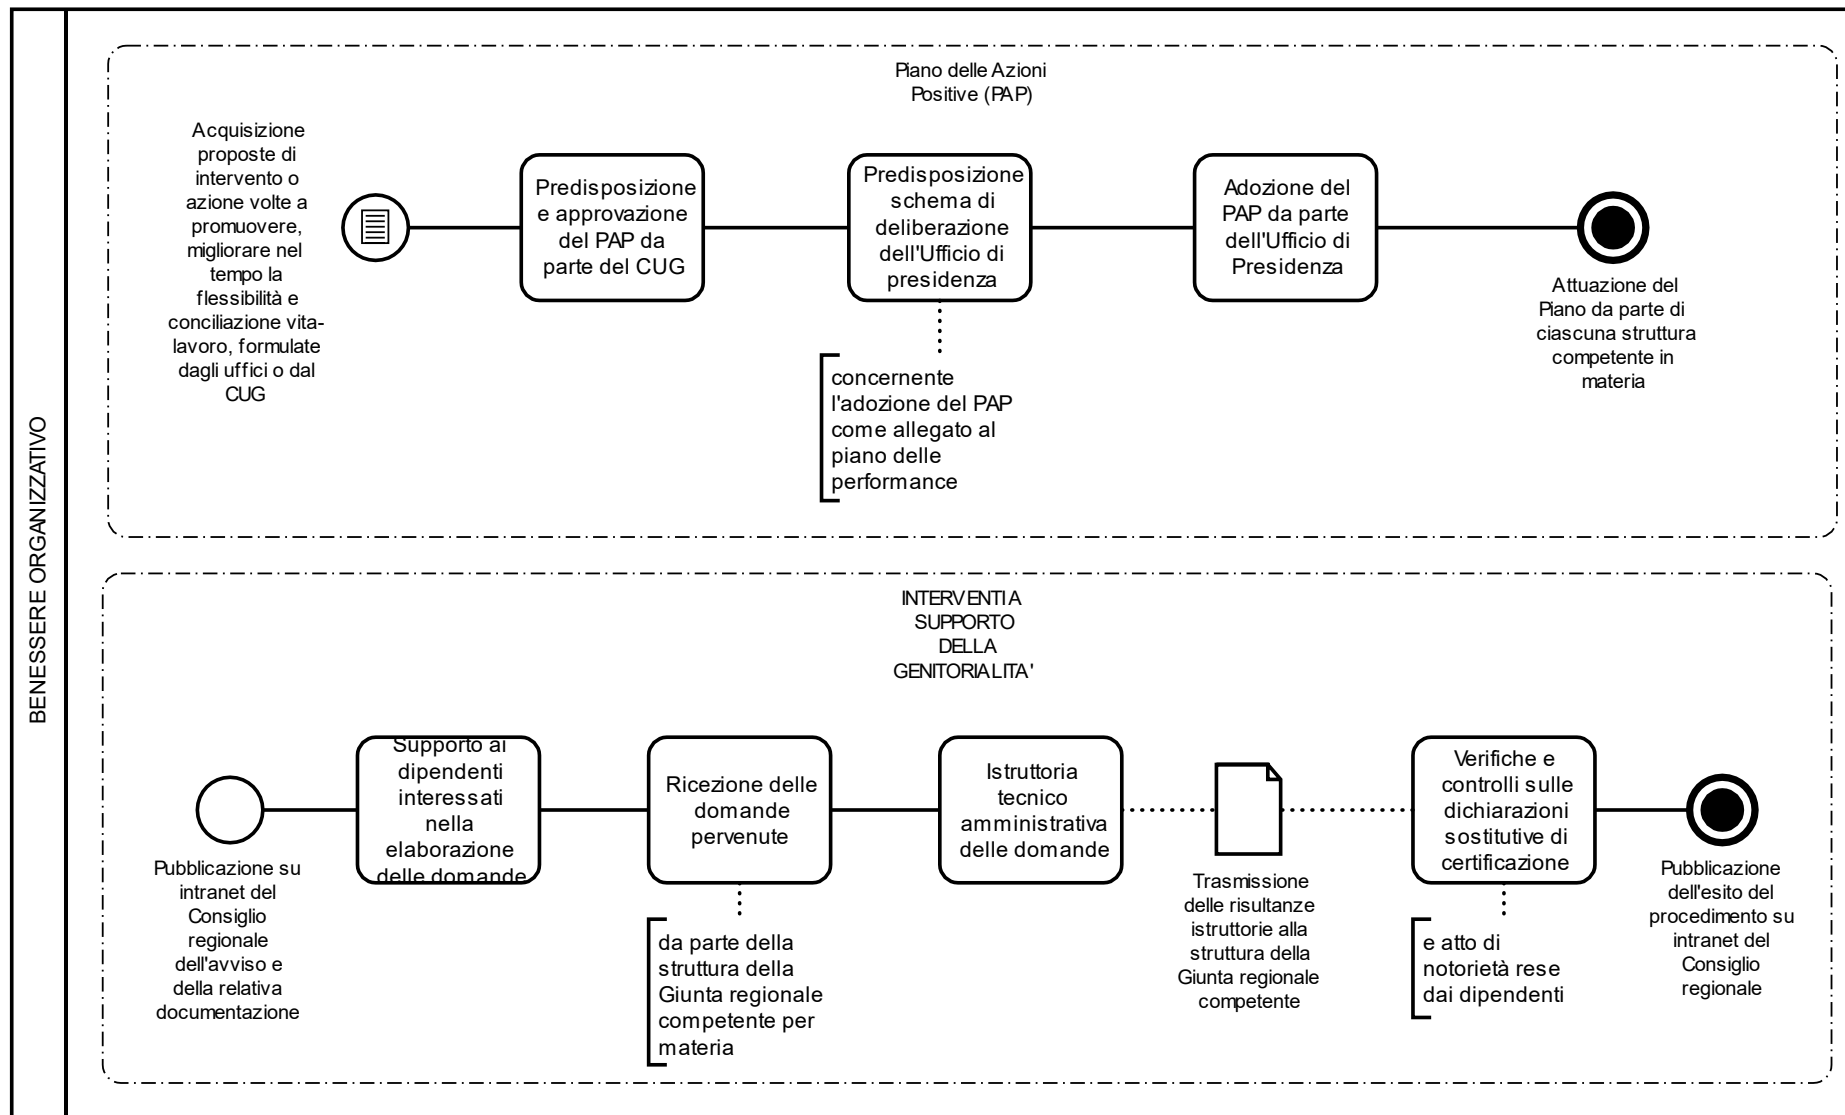 BENESSERE ORGANIZZATIVO
Piano delle Azioni
Positive (PAP)
Acquisizione
proposte di
intervento o
azione volte a
promuovere,
migliorare nel
tempo la
flessibilità e
conciliazione vita-
lavoro, formulate
dagli uffici o dal
CUG
Predisposizione
e approvazione
del PAP da
parte del CUG
Predisposizione
schema di
deliberazione
dell'Ufficio di
presidenza
concernente
l'adozione del PAP
come allegato al
piano delle
performance
Adozione del
PAP da parte
dell'Ufficio di
Presidenza
Attuazione del
Piano da parte di
ciascuna struttura
competente in
materia
INTERVENTI A
SUPPORTO
DELLA
GENITORIALITA'
Pubblicazione su
intranet del
Consiglio
regionale
dell'avviso e
della relativa
documentazione
Supporto ai
dipendenti
interessati
nella
elaborazione
delle domande
Ricezione delle
domande
pervenute
da parte della
struttura della
Giunta regionale
competente per
materia
Istruttoria
tecnico
amministrativa
delle domande
Trasmissione
delle risultanze
istruttorie alla
struttura della
Giunta regionale
competente
Verifiche e
controlli sulle
dichiarazioni
sostitutive di
certificazione
e atto di
notorietà rese
dai dipendenti
Pubblicazione
dell'esito del
procedimento su
intranet del
Consiglio
regionale